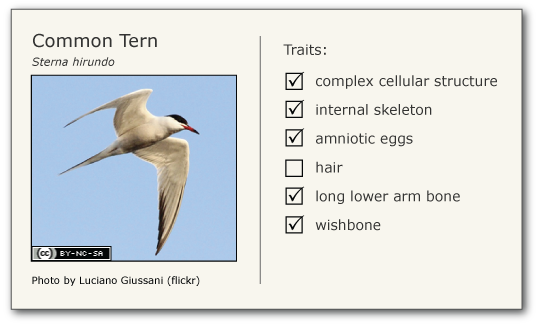 Common Tern
Sterna hirundo
Traits:
complex cellular structure
internal skeleton
amniotic eggs
hair
long lower arm bone
wishbone
cc BY-NC-SA
Photo by Luciano Giussani (flickr)